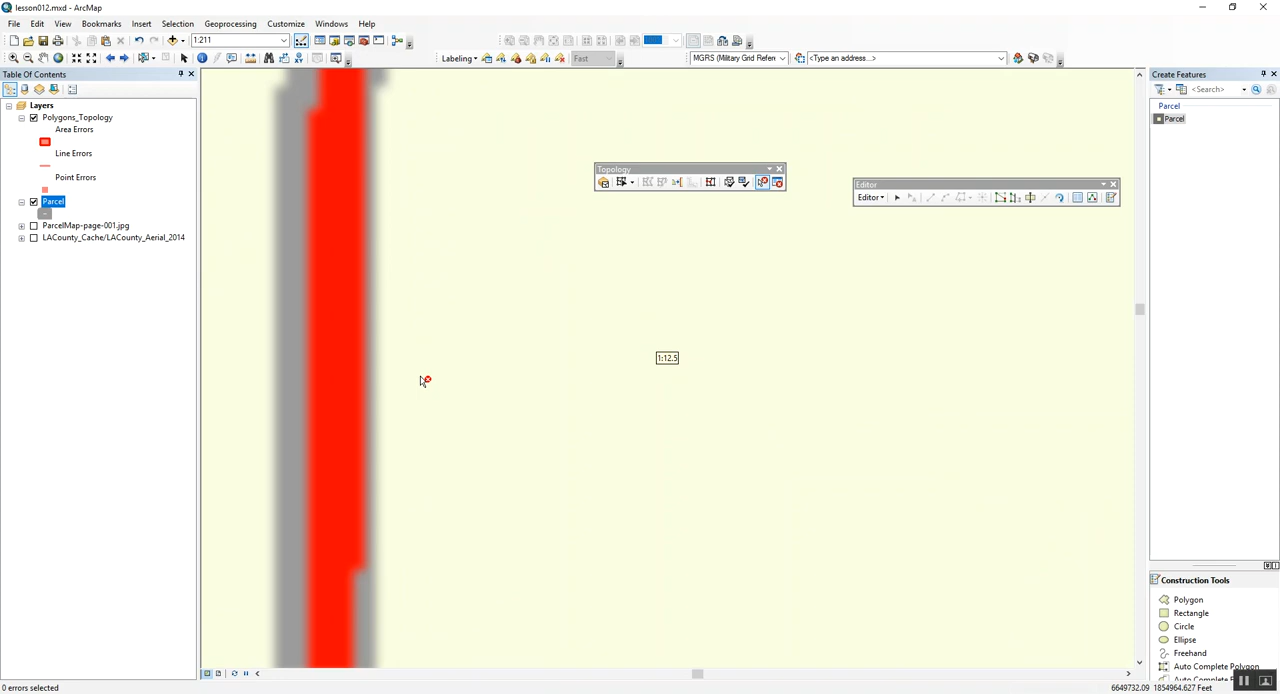 lesson012.mxd - ArcMap
File Edit View Bookmarks Insert Selection Geoprocessing Customize Windows Help
1:211
Labeling Fast MGRS (Military Grid Referen <Type an address...>
Table Of Contents
Layers
Polygons_Topology
Area Errors
Line Errors
Point Errors
Parcel
ParcelMap-page-001.jpg
LACounty_Cache/LACounty_Aerial_2014
Topology
Editor
Editor
1:12.5
Create Features
<Search>
Parcel
Parcel
Construction Tools
Polygon
Rectangle
Circle
Ellipse
Freehand
Auto Complete Polygon
0 errors selected
6649732.09 1854964.627 Feet